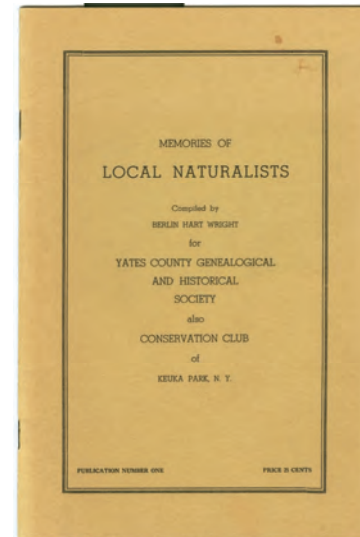 MEMORIES OF
LOCAL NATURALISTS
Compiled by
BERLIN HART WRIGHT
for
YATES COUNTY GENEALOGICAL
AND HISTORICAL
SOCIETY
also
CONSERVATION CLUB
of
KEUKA PARK, N. Y.
PUBLICATION NUMBER ONE PRICE 25 CENTS